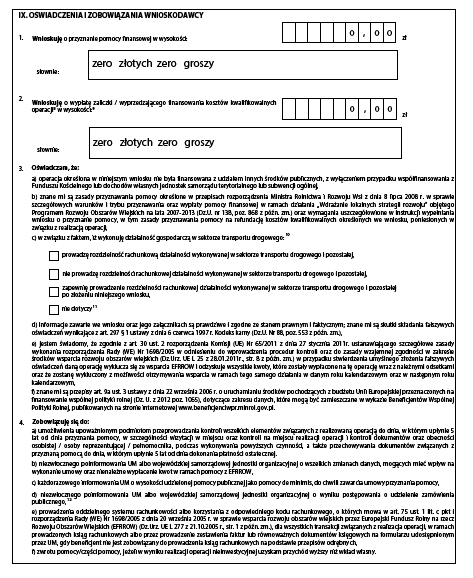 IX. OŚWIADCZENIA I ZOBOWIĄZANIA WNIOSKODAWCY
1. Wnioskuję o przyznanie pomocy finansowej w wysokości: 0 , 0 0 zł
słownie: zero złotych zero groszy
2. Wnioskuję o wypłatę zaliczki / wyprzedzającego finansowania kosztów kwalifikowalnych
operacji* w wysokości:* 0 , 0 0 zł
słownie: zero złotych zero groszy
3. Oświadczam, że:
a) operacja określona w niniejszym wniosku nie była finansowana z udziałem innych środków publicznych, z wyłączeniem przypadku współfinansowania z
Funduszu Kościelnego lub dochodów własnych jednostek samorządu terytorialnego lub subwencji ogólnej,
b) znane mi są zasady przyznawania pomocy określone w przepisach rozporządzenia Ministra Rolnictwa i Rozwoju Wsi z dnia 8 lipca 2008 r. w sprawie
szczegółowych warunków i trybu przyznawania oraz wypłaty pomocy finansowej w ramach działania „Wdrażanie lokalnych strategii rozwoju” objętego
Programem Rozwoju Obszarów Wiejskich na lata 2007-2013 (Dz.U. nr 138, poz. 868 z późn. zm.) oraz wymagania uszczegółowione w instrukcji wypełniania
wniosku o przyznanie pomocy, w tym zasady przyznawania pomocy na refundację kosztów kwalifikowalnych określonych we wniosku, poniesionych w
związku z realizacją operacji,
c) w związku z faktem, iż wykonuję działalność gospodarczą w sektorze transportu drogowego: 10
prowadzę rozdzielność rachunkową działalności wykonywanej w sektorze transportu drogowego i pozostałej,
nie prowadzę rozdzielności rachunkowej działalności wykonywanej w sektorze transportu drogowego i pozostałej,
zapewnię prowadzenie rozdzielności rachunkowej działalności wykonywanej w sektorze transportu drogowego i pozostałej
po złożeniu niniejszego wniosku,
nie dotyczy 11
d) informacje zawarte we wniosku oraz jego załącznikach są prawdziwe i zgodne ze stanem prawnym i faktycznym; znane mi są skutki składania fałszywych
oświadczeń wynikające z art. 297 § 1 ustawy z dnia 6 czerwca 1997 r. Kodeks karny (Dz.U. Nr 88, poz. 553 z późn. zm.),
e) jestem świadomy, że zgodnie z art. 30 ust. 2 rozporządzenia Komisji (UE) Nr 65/2011 z dnia 27 stycznia 2011r. ustanawiającego szczegółowe zasady
wykonania rozporządzenia Rady (WE) Nr 1698/2005 w odniesieniu do wprowadzenia procedur kontroli oraz do zasady wzajemnej zgodności w zakresie
środków wsparcia rozwoju obszarów wiejskich (Dz.Urz. UE L 25 z 28.01.2011r., str. 8 z późn. zm.) w przypadku stwierdzenia umyślnego złożenia fałszywych
oświadczeń daną operację wyklucza się ze wsparcia EFRROW i odzyskuje wszelkie kwoty, które zostały wypłacone na tę operację wraz z należnymi odsetkami
oraz że zostanę wykluczony z możliwości otrzymywania wsparcia w ramach tego samego działania w danym roku kalendarzowym oraz w następnym roku
kalendarzowym,
f) znane mi są przepisy art. 9a ust. 3 ustawy z 22 września 2006 r. o uruchamianiu środków pochodzących z budżetu Unii Europejskiej przeznaczonych na
finansowanie wspólnej polityki rolnej (Dz. U. z 2012 poz. 1065), dotyczące zakresu danych, które mogą być zamieszczane w wykazie Beneficjentów Wspólnej
Polityki Rolnej, publikowanych na stronie internetowej www.beneficjenciwpr.minrol.gov.pl.
4. Zobowiązuję się do:
a) umożliwienia upoważnionym podmiotom przeprowadzania kontroli wszelkich elementów związanych z realizowaną operacją do dnia, w którym upłynie 5
lat od dnia przyznania pomocy, w szczególności wizytacji w miejscu oraz kontroli na miejscu realizacji operacji i kontroli dokumentów oraz obecności
osobistej / osoby reprezentującej / pełnomocnika, podczas wykonywania powyższych czynności, a także przechowywania dokumentów związanych z
przyznaną pomocą do dnia, w którym upłynie 5 lat od dnia dokonania płatności ostatecznej.
b) niezwłocznego poinformowania UM albo wojewódzkiej samorządowej jednostki organizacyjnej o wszelkich zmianach danych, mogących mieć wpływ na
wykonanie umowy oraz nienależne wypłacenie kwot w ramach pomocy z EFRROW,
c) każdorazowego informowania UM o wysokości udzielonej pomocy publicznej jako pomocy de minimis, do chwili zawarcia umowy przyznania pomocy,
d) niezwłocznego poinformowania UM albo wojewódzkiej samorządowej jednostki organizacyjnej o wyniku postępowania o udzielenie zamówienia
publicznego, 12
e) prowadzenia oddzielnego systemu rachunkowości albo korzystania z odpowiedniego kodu rachunkowego, o którym mowa w art. 75 ust. 1 lit. c pkt i
rozporządzenia Rady (WE) Nr 1698/2005 z dnia 20 września 2005 r. w sprawie wsparcia rozwoju obszarów wiejskich przez Europejski Fundusz Rolny na rzecz
Rozwoju Obszarów Wiejskich (EFRROW) (Dz. Urz. UE L 277 z 21.10.2005 r., str. 1 z późn. zm.), dla wszystkich transakcji związanych z realizacją operacji, w ramach
prowadzonych ksiąg rachunkowych albo przez prowadzenie zestawienia faktur lub równoważnych dokumentów księgowych na formularzu udostępnionym
przez UM, gdy beneficjent nie jest zobowiązany do prowadzenia ksiąg rachunkowych na podstawie przepisów odrębnych,
f) zwrotu pomocy/części pomocy, jeżeli w wyniku realizacji operacji nieinwestycyjnej uzyskam przychód wyższy niż wkład własny.